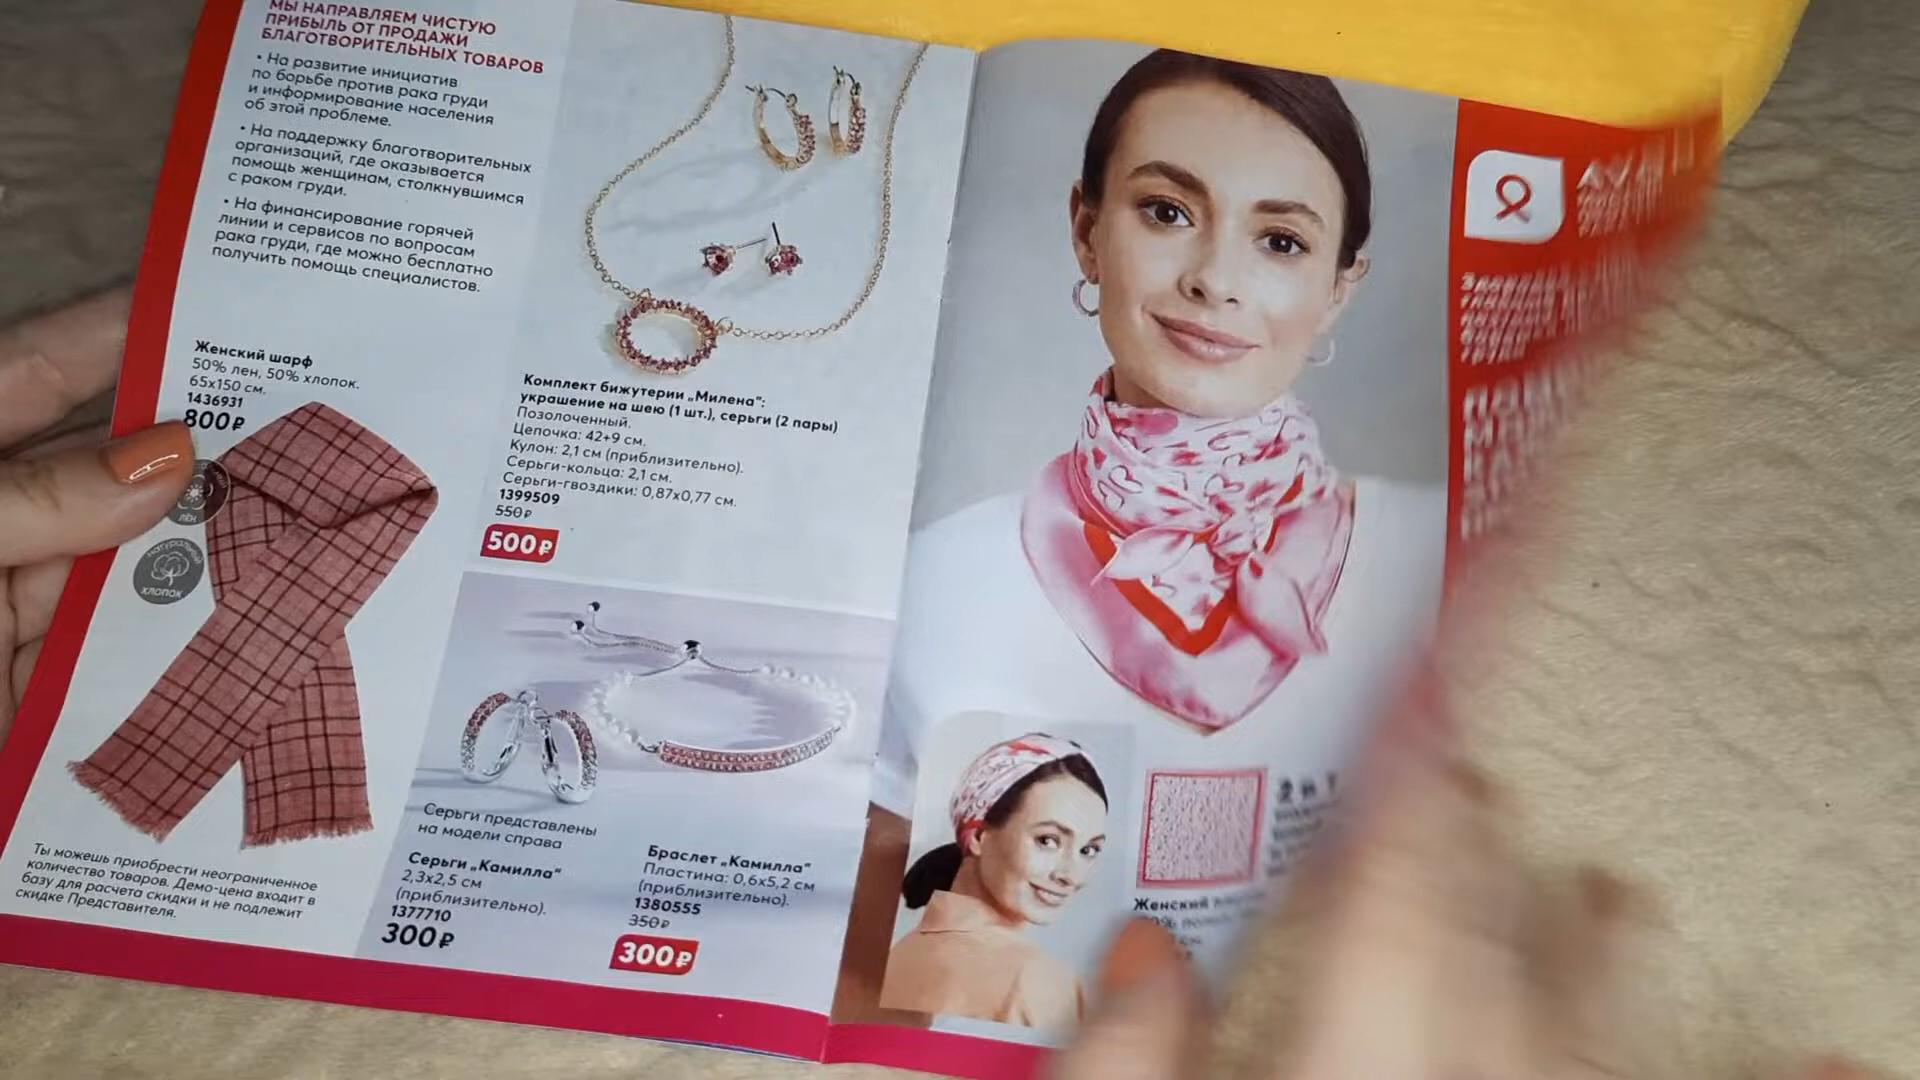 МЫ НАПРАВЛЯЕМ ЧИСТУЮ
ПРИБЫЛЬ ОТ ПРОДАЖИ
БЛАГОТВОРИТЕЛЬНЫХ ТОВАРОВ
• На развитие инициатив
по борьбе против рака груди
и информирование населения
об этой проблеме.
• На поддержку благотворительных
организаций, где оказывается
помощь женщинам, столкнувшимся
с раком груди.
• На финансирование горячей
линии и сервисов по вопросам
рака груди, где можно бесплатно
получить помощь специалистов.
Женский шарф
50% лен, 50% хлопок.
65х150 см.
1436931
800₽
ЛЁН
НАТУРАЛЬНЫЙ
ХЛОПОК
Ты можешь приобрести неограниченное
количество товаров. Демо-цена входит в
базу для расчета скидки и не подлежит
скидке Представителя.
Комплект бижутерии „Милена“:
украшение на шею (1 шт.), серьги (2 пары)
Позолоченный.
Цепочка: 42+9 см.
Кулон: 2,1 см (приблизительно).
Серьги-кольца: 2,1 см.
Серьги-гвоздики: 0,87х0,77 см.
1399509
550₽
500₽
Серьги представлены
на модели справа
Серьги „Камилла“
2,3х2,5 см
(приблизительно).
1377710
300₽
Браслет „Камилла“
Пластина: 0,6х5,2 см
(приблизительно).
1380555
350₽
300₽
2 в 1
Женский